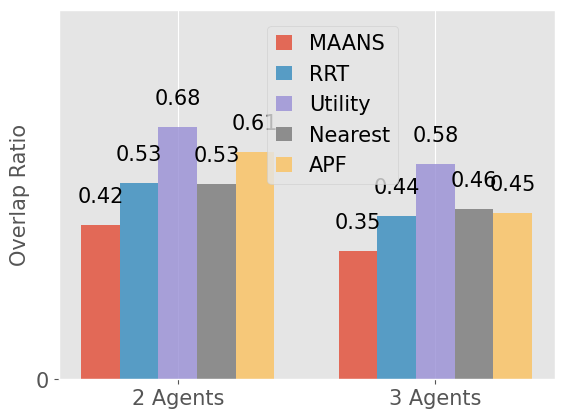 MAANS
RRT
Utility
Nearest
APF
0.42
0.53
0.68
0.53
0.61
0.35
0.44
0.58
0.46
0.45
Overlap Ratio
0
2 Agents
3 Agents